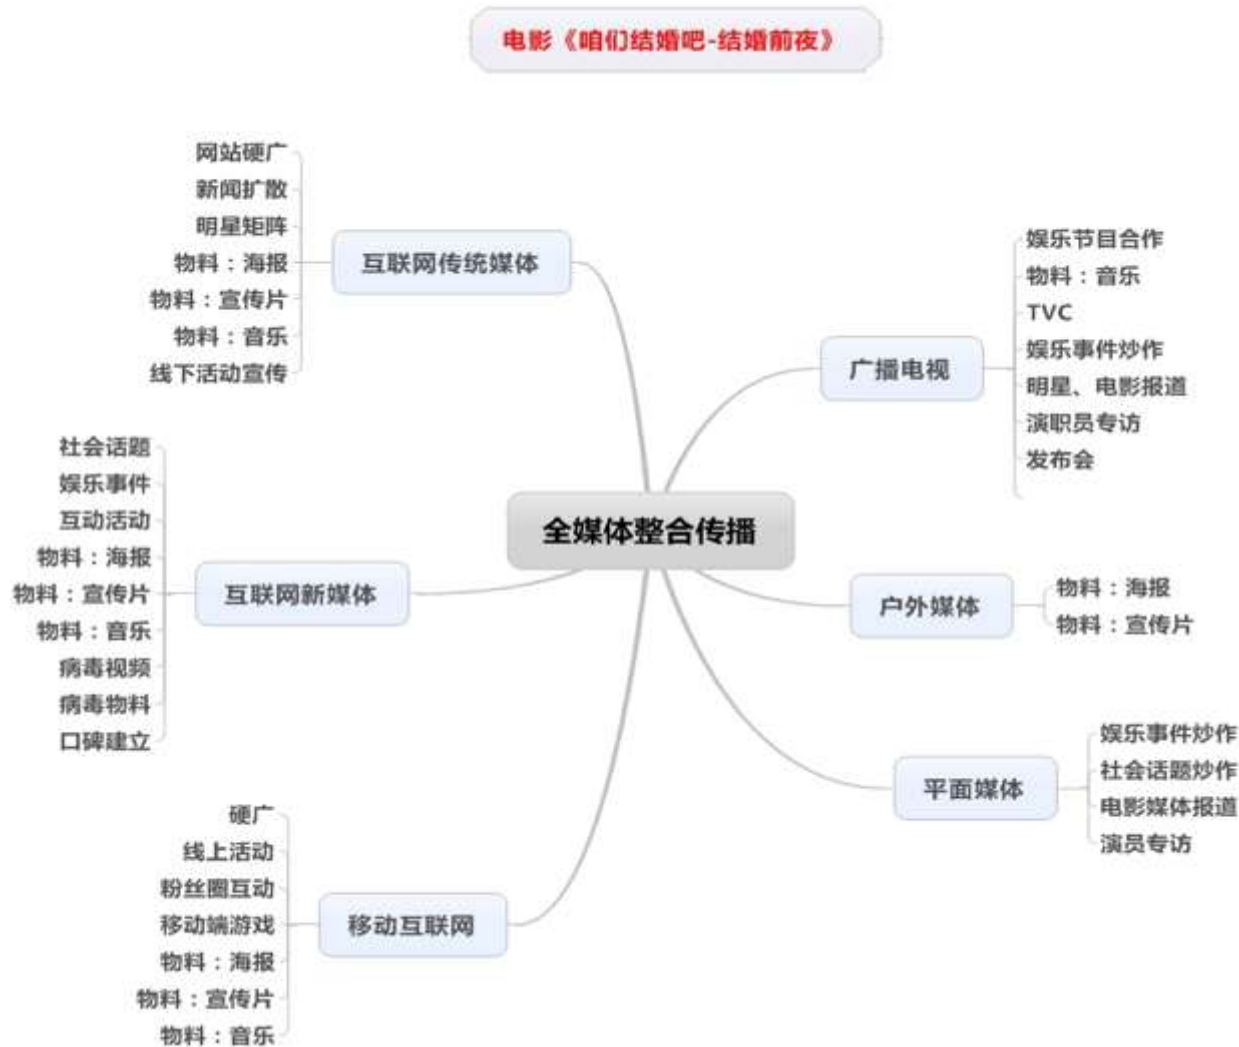 电影《咱们结婚吧-结婚前夜》
全媒体整合传播
互联网传统媒体
网站硬广
新闻扩散
明星矩阵
物料：海报
物料：宣传片
物料：音乐
线下活动宣传
互联网新媒体
社会话题
娱乐事件
互动活动
物料：海报
物料：宣传片
物料：音乐
病毒视频
病毒物料
口碑建立
移动互联网
硬广
线上活动
粉丝圈互动
移动端游戏
物料：海报
物料：宣传片
物料：音乐
广播电视
娱乐节目合作
物料：音乐
TVC
娱乐事件炒作
明星、电影报道
演职员专访
发布会
户外媒体
物料：海报
物料：宣传片
平面媒体
娱乐事件炒作
社会话题炒作
电影媒体报道
演员专访